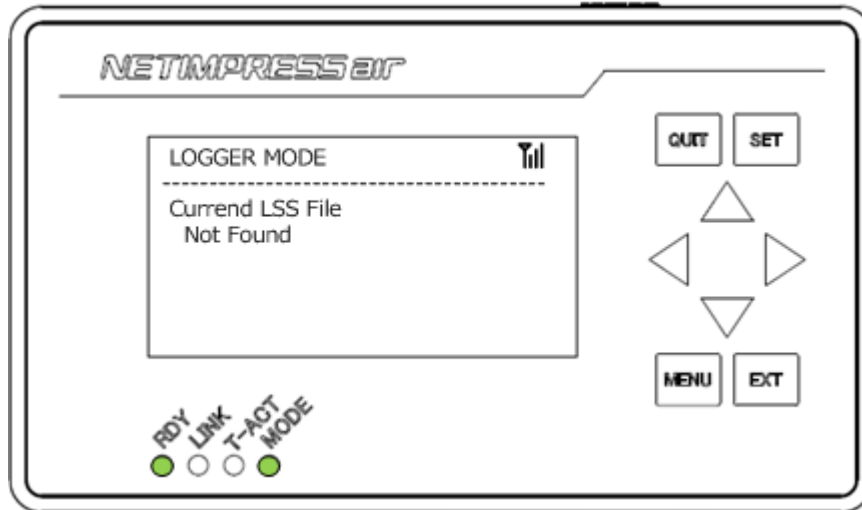 NETIMPRESS air
LOGGER MODE
Currend LSS File
Not Found
QUIT SET
MENU EXT
RDY LINK T-ACT MODE